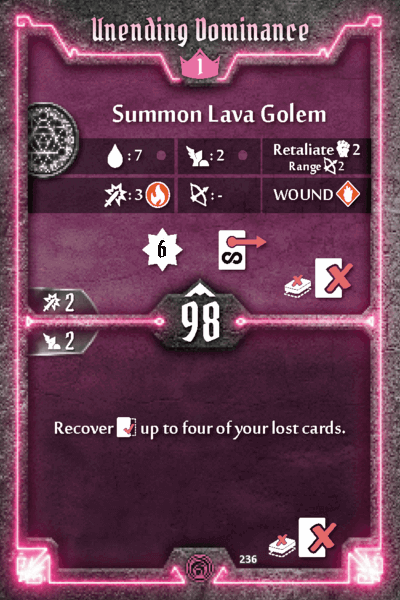 Unending Dominance
1
Summon Lava Golem
: 7
: 2
Retaliate 2
Range 2
: 3
: -
WOUND
6
2
98
2
Recover up to four of your lost cards.
236